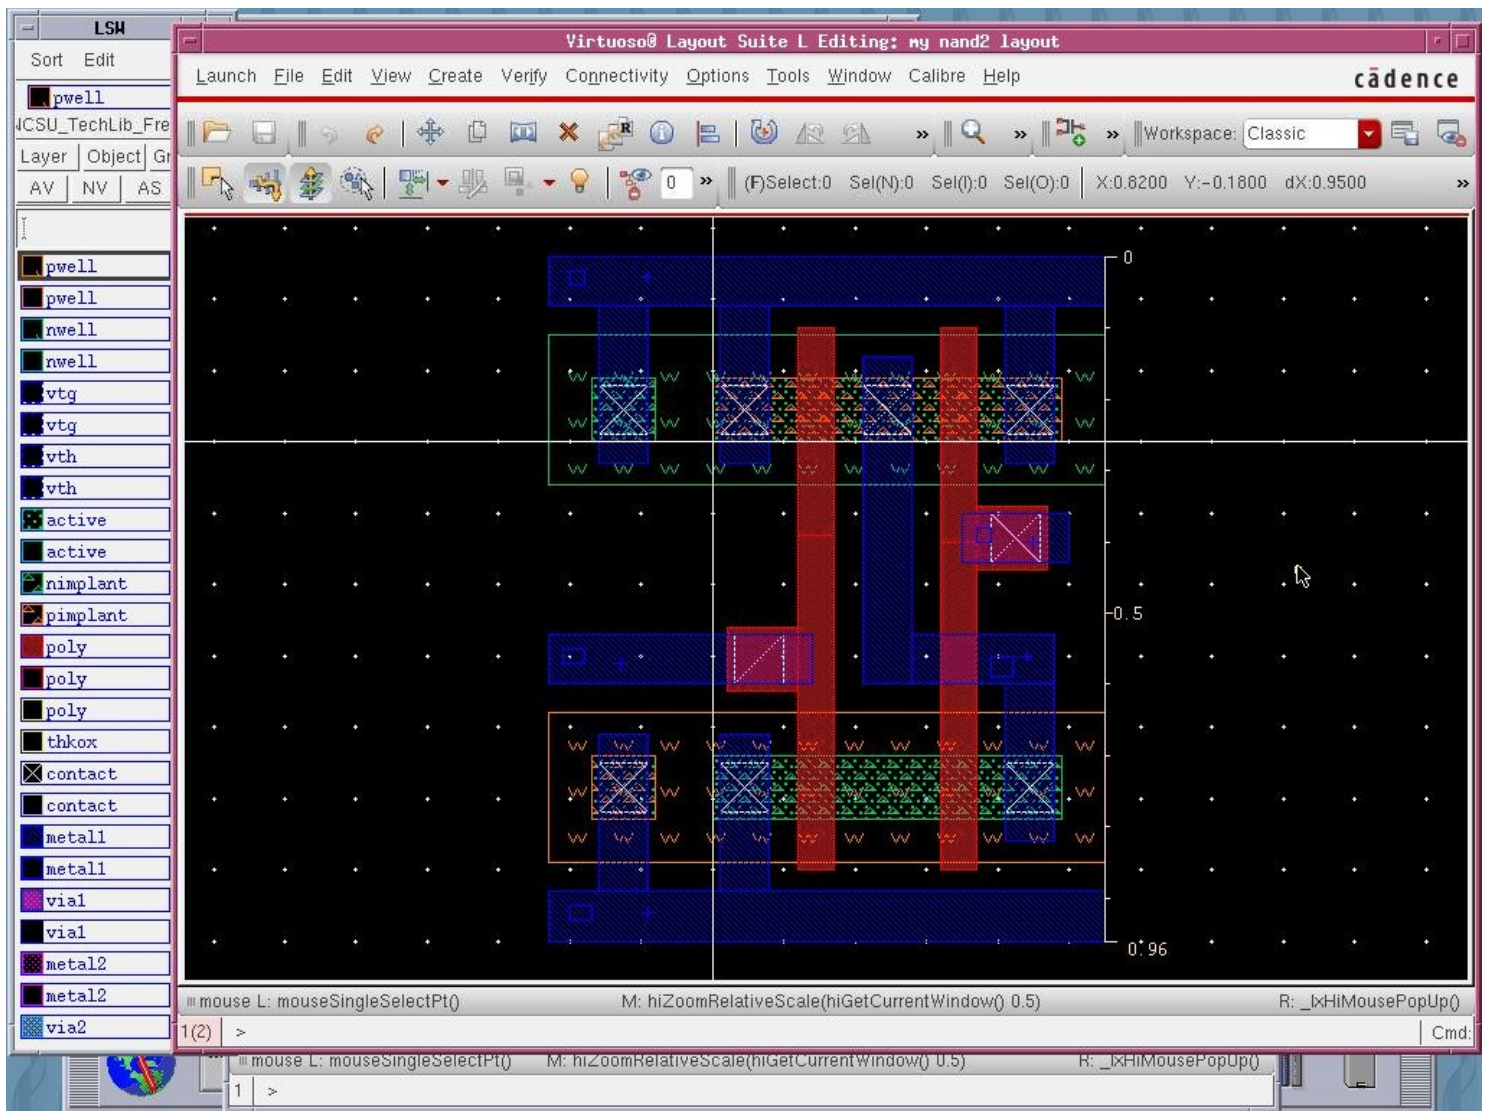 LSW
Sort Edit
pwell
NCSU_TechLib_Fre
Layer Object Gr
AV NV AS
pwell
pwell
nwell
nwell
vtg
vtg
vth
vth
active
active
nimplant
pimplant
poly
poly
poly
thkox
contact
contact
metal1
metal1
via1
via1
metal2
metal2
via2
Virtuoso® Layout Suite L Editing: my nand2 layout
Launch File Edit View Create Verify Connectivity Options Tools Window Calibre Help
cādence
R » » » Workspace: Classic
0 » (F)Select:0 Sel(N):0 Sel(I):0 Sel(O):0 X:0.8200 Y:-0.1800 dX:0.9500 »
0
0.5
0.96
mouse L: mouseSingleSelectPt() M: hiZoomRelativeScale(hiGetCurrentWindow() 0.5) R: _lxHiMousePopUp()
1(2) > Cmd:
mouse L: mouseSingleSelectPt() M: hiZoomRelativeScale(hiGetCurrentWindow() 0.5) R: _lxHiMousePopUp()
1 >